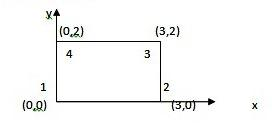 y
(0,2) (3,2)
4 3
1 2
(0,0) (3,0) x